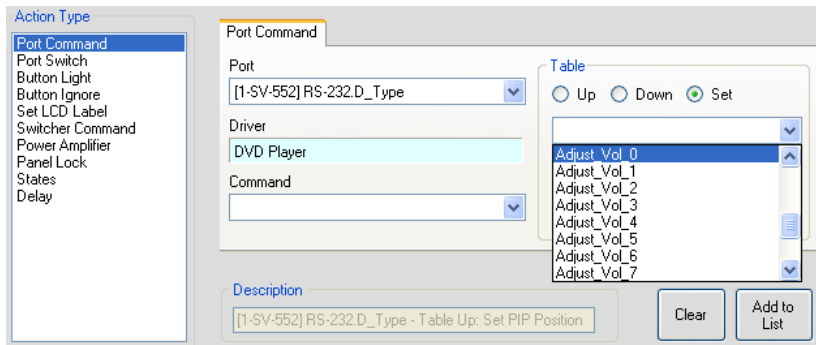 Action Type
Port Command
Port Switch
Button Light
Button Ignore
Set LCD Label
Switcher Command
Power Amplifier
Panel Lock
States
Delay
Port Command
Port
[1-SV-552] RS-232.D_Type
Driver
DVD Player
Command
Table
Up Down Set
Adjust_Vol_0
Adjust_Vol_1
Adjust_Vol_2
Adjust_Vol_3
Adjust_Vol_4
Adjust_Vol_5
Adjust_Vol_6
Adjust_Vol_7
Description
[1-SV-552] RS-232.D_Type - Table Up: Set PIP Position
Clear
Add to
List